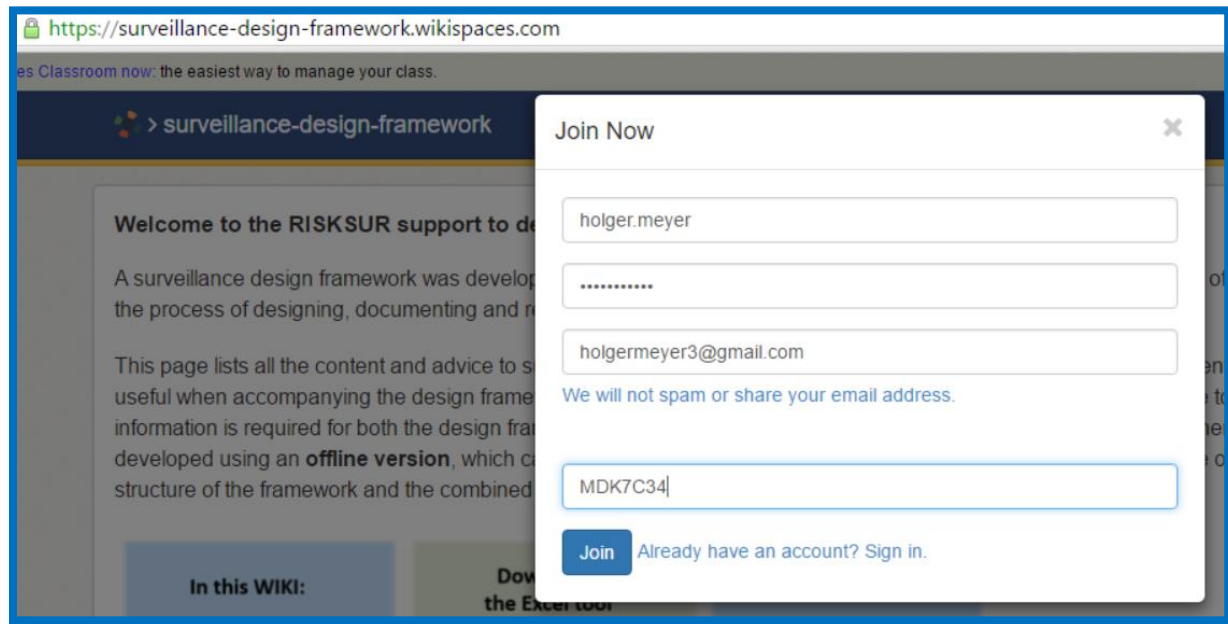 https://surveillance-design-framework.wikispaces.com
es Classroom now: the easiest way to manage your class.
> surveillance-design-framework
Join Now
×
holger.meyer
•••••••••••
holgermeyer3@gmail.com
We will not spam or share your email address.
MDK7C34
Join Already have an account? Sign in.
Welcome to the RISKSUR support to de
A surveillance design framework was develop of
the process of designing, documenting and re
This page lists all the content and advice to s en
useful when accompanying the design frame to
information is required for both the design fra
developed using an offline version, which ca
structure of the framework and the combined
In this WIKI:
Dow
the Excel tool